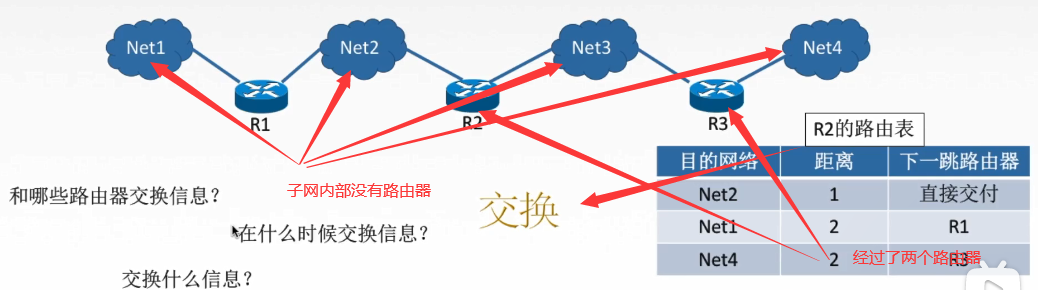 Net1
Net2
Net3
Net4
R1
R2
R3
R2的路由表
目的网络 距离 下一跳路由器
Net2 1 直接交付
Net1 2 R1
Net4 2 R3
经过了两个路由器
子网内部没有路由器
和哪些路由器交换信息？
交换
在什么时候交换信息？
交换什么信息？